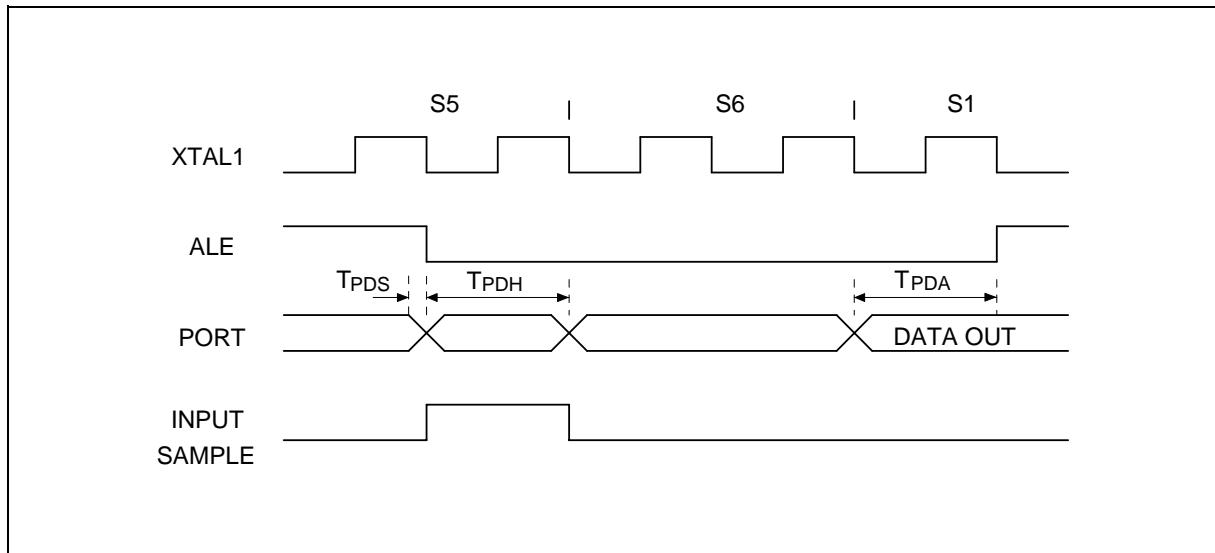 S5 | S6 | S1
XTAL1
ALE
TPDS TPDH TPDA
PORT DATA OUT
INPUT
SAMPLE